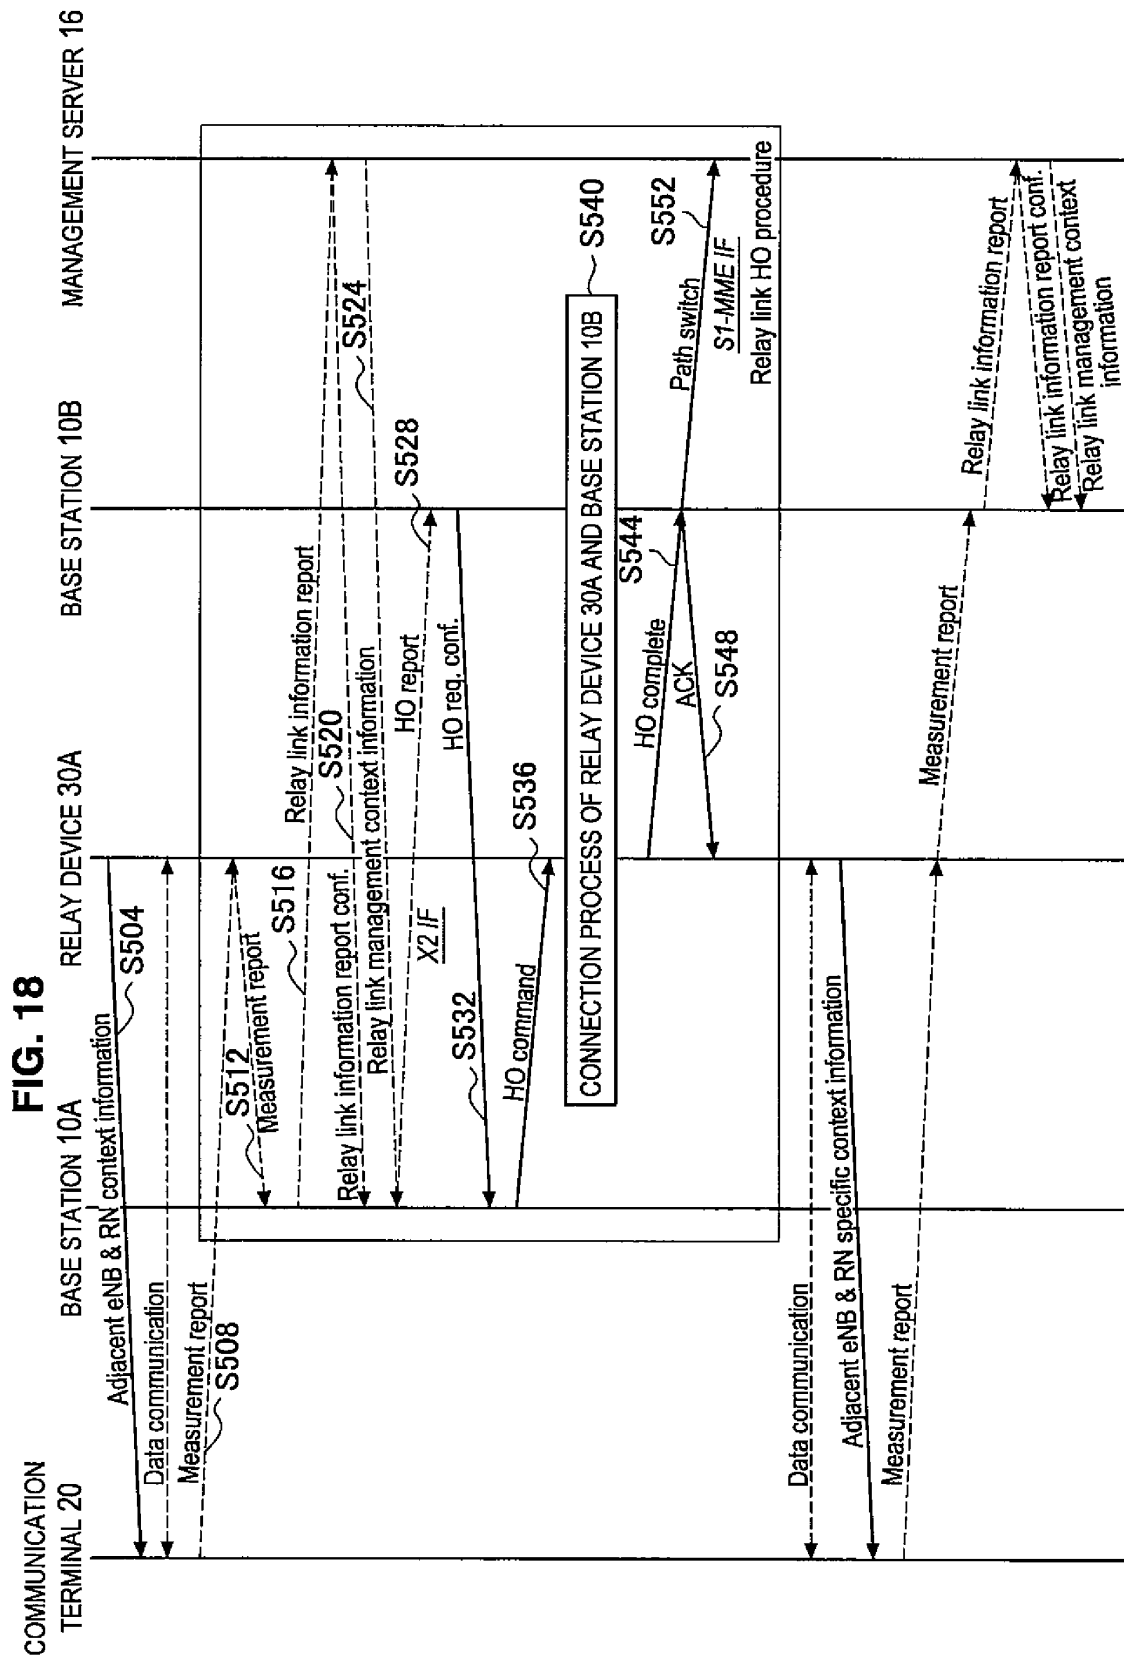 FIG. 18
COMMUNICATION
TERMINAL 20
BASE STATION 10A
RELAY DEVICE 30A
BASE STATION 10B
MANAGEMENT SERVER 16
Adjacent eNB & RN context information
S504
Data communication
Measurement report
S508
S512
Measurement report
S516
Relay link information report
S520
Relay link information report conf.
S524
Relay link management context information
HO report
S528
X2 IF
HO req. conf.
S532
HO command
S536
CONNECTION PROCESS OF RELAY DEVICE 30A AND BASE STATION 10B
S540
HO complete
S544
ACK
S548
Path switch
S552
S1-MME IF
Relay link HO procedure
Data communication
Adjacent eNB & RN specific context information
Measurement report
Measurement report
Relay link information report
Relay link information report conf.
Relay link management context
information